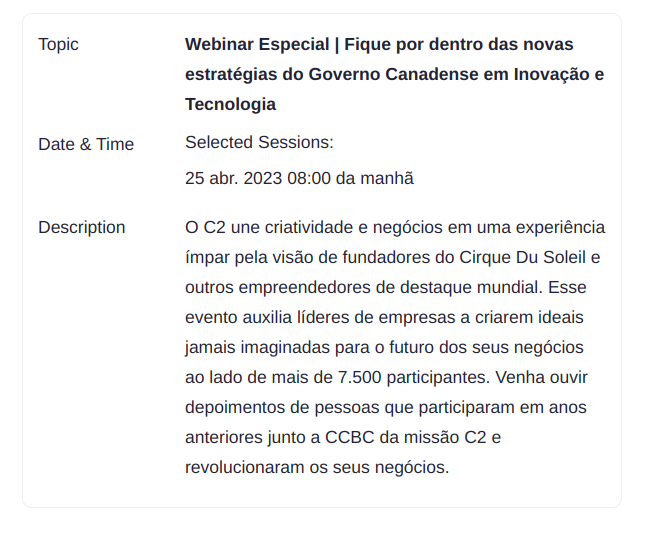 Topic
Webinar Especial | Fique por dentro das novas
estratégias do Governo Canadense em Inovação e
Tecnologia
Date & Time
Selected Sessions:
25 abr. 2023 08:00 da manhã
Description
O C2 une criatividade e negócios em uma experiência
ímpar pela visão de fundadores do Cirque Du Soleil e
outros empreendedores de destaque mundial. Esse
evento auxilia líderes de empresas a criarem ideais
jamais imaginadas para o futuro dos seus negócios
ao lado de mais de 7.500 participantes. Venha ouvir
depoimentos de pessoas que participaram em anos
anteriores junto a CCBC da missão C2 e
revolucionaram os seus negócios.